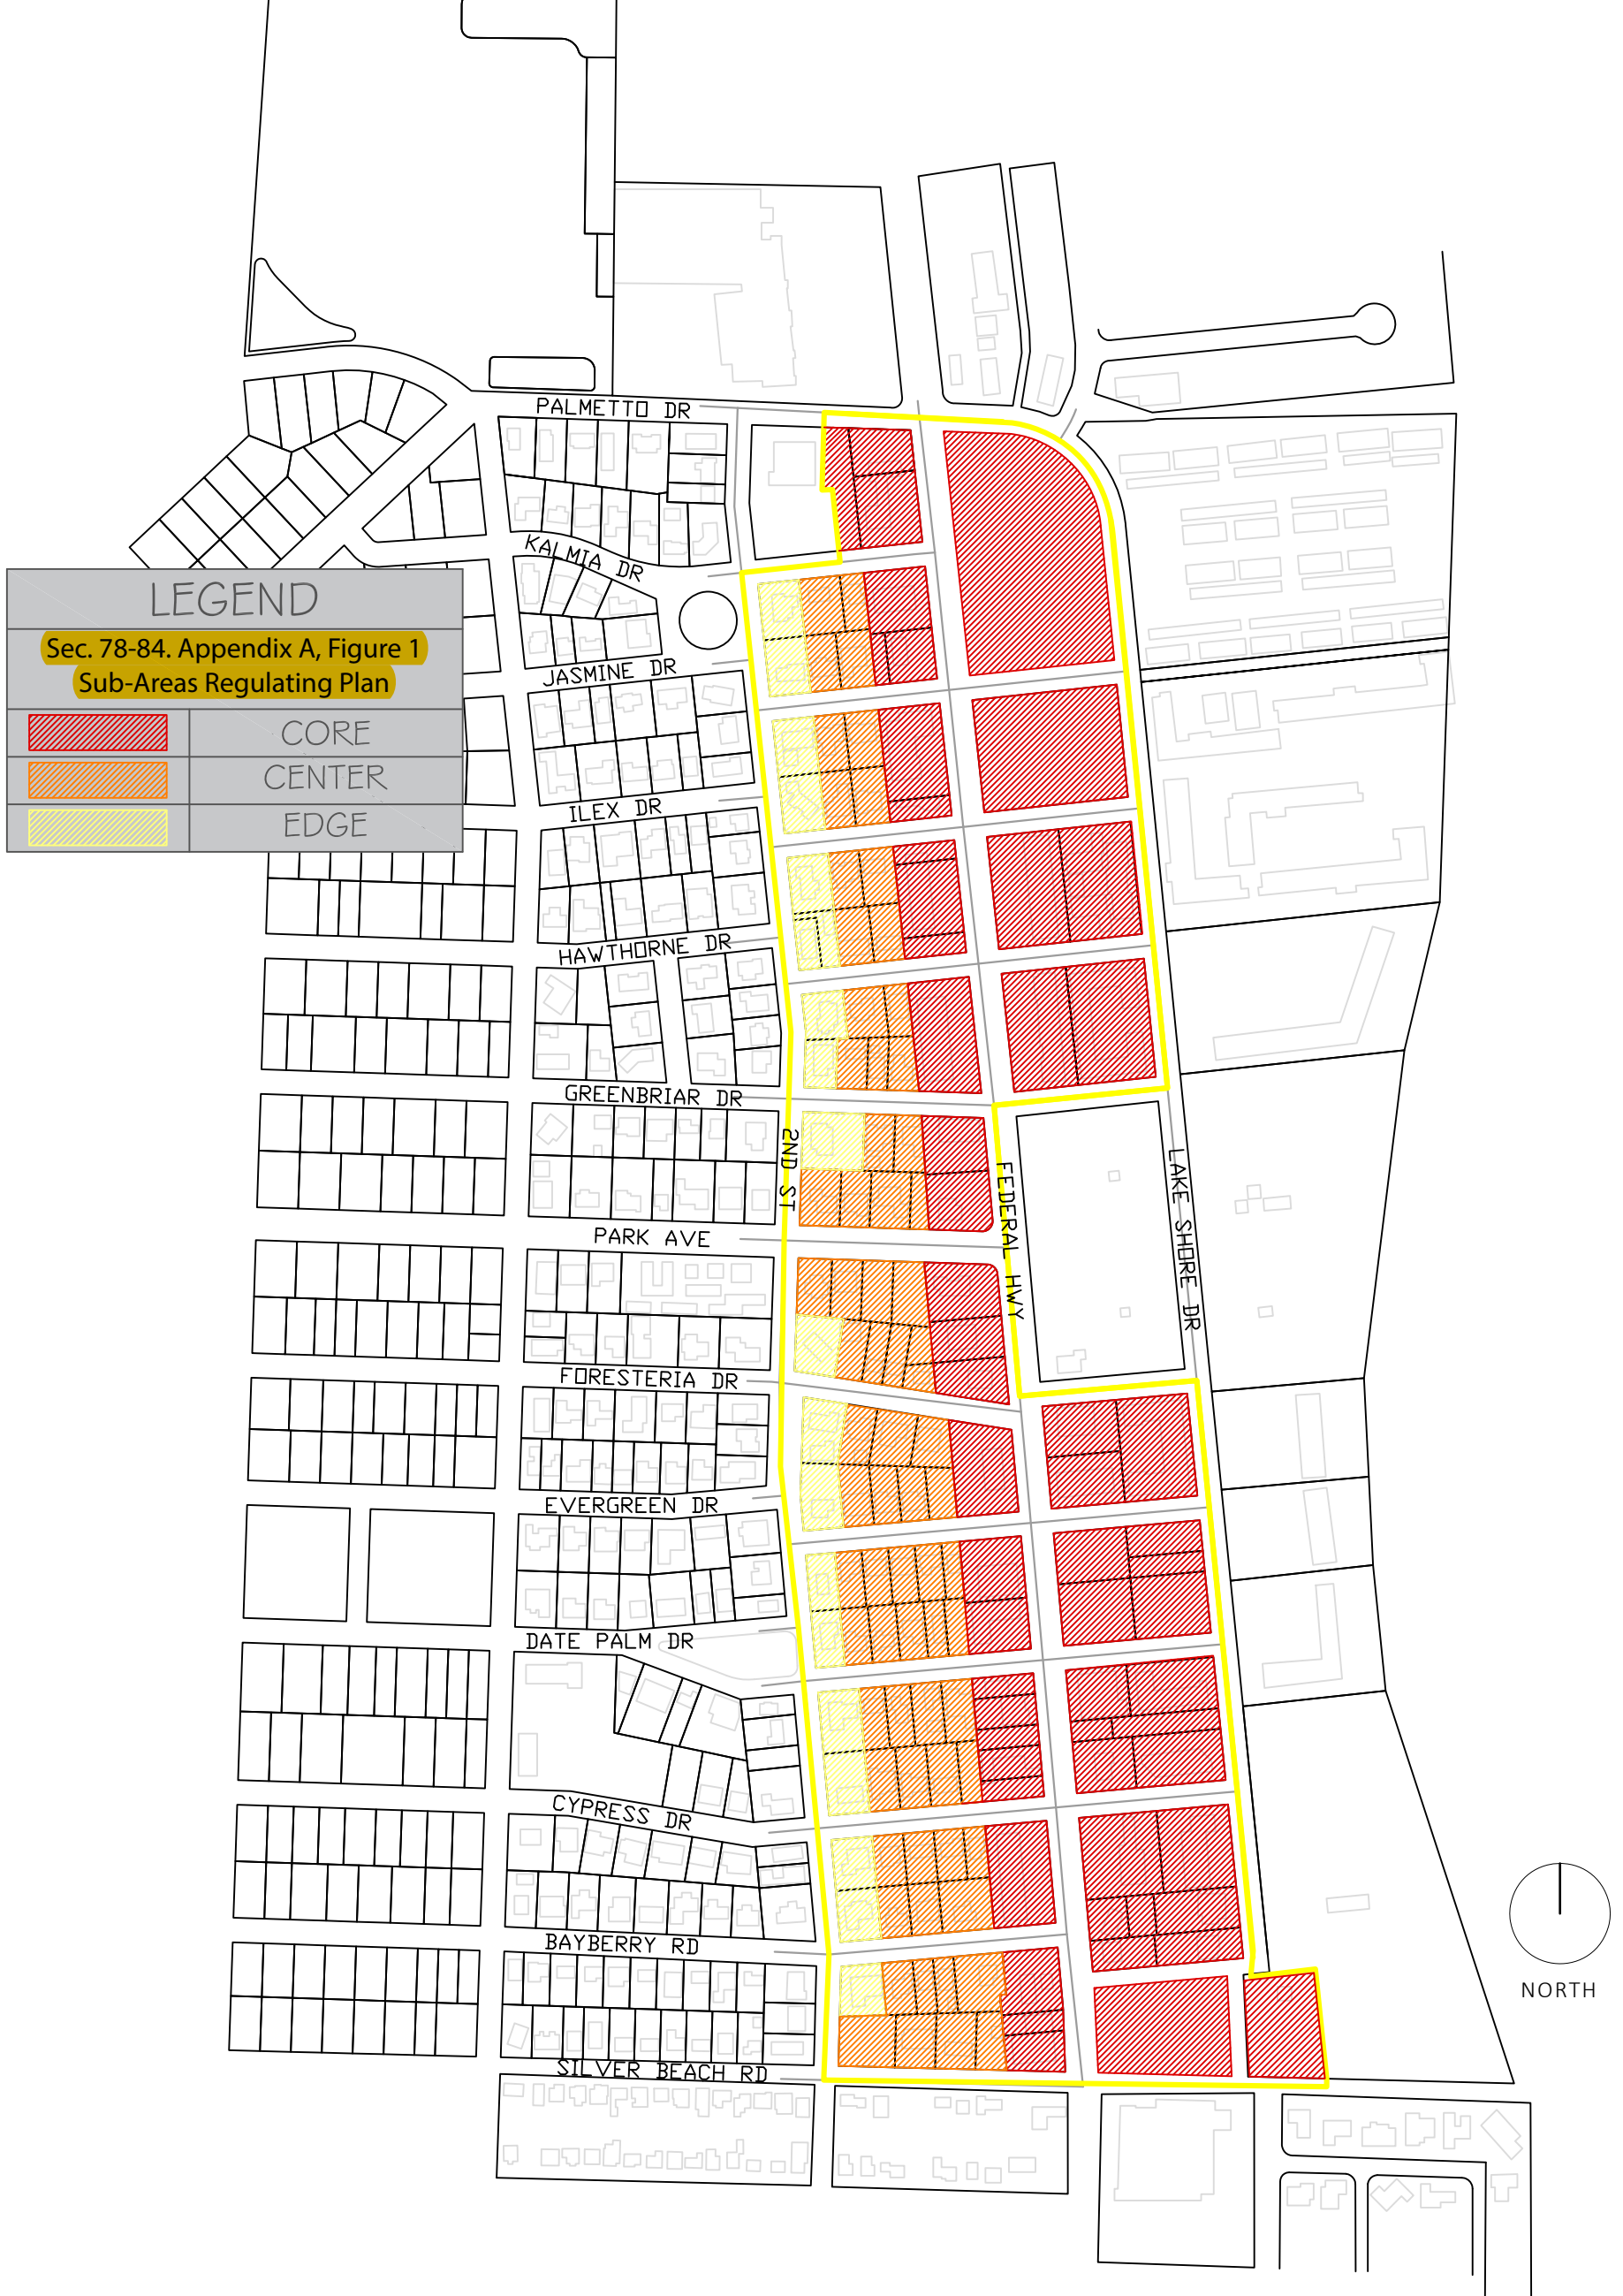 PALMETTO DR
KALMIA DR
LEGEND
Sec. 78-84. Appendix A, Figure 1
Sub-Areas Regulating Plan
CORE
CENTER
EDGE
JASMINE DR
ILEX DR
HAWTHORNE DR
GREENBRIAR DR
2ND ST
FEDERAL HWY
LAKE SHORE DR
PARK AVE
FORESTERIA DR
EVERGREEN DR
DATE PALM DR
CYPRESS DR
BAYBERRY RD
NORTH
SILVER BEACH RD